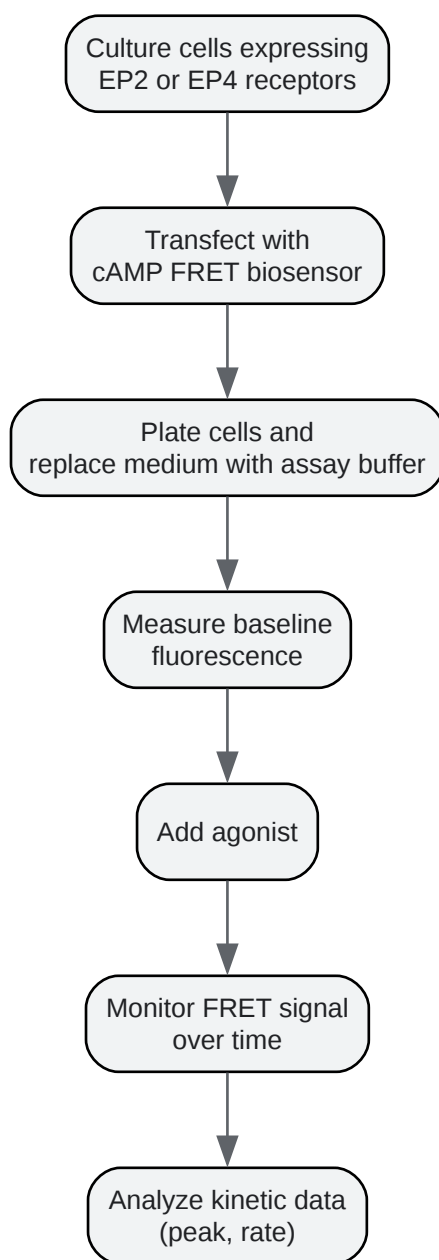 Culture cells expressing
EP2 or EP4 receptors
Transfect with
cAMP FRET biosensor
Plate cells and
replace medium with assay buffer
Measure baseline
fluorescence
Add agonist
Monitor FRET signal
over time
Analyze kinetic data
(peak, rate)